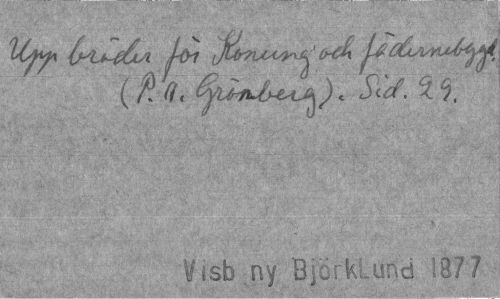 Upp bröder för Konung och fädernebygd.
(P. A. Grönberg). Sid. 29.
Visb ny BjörkLund 1877